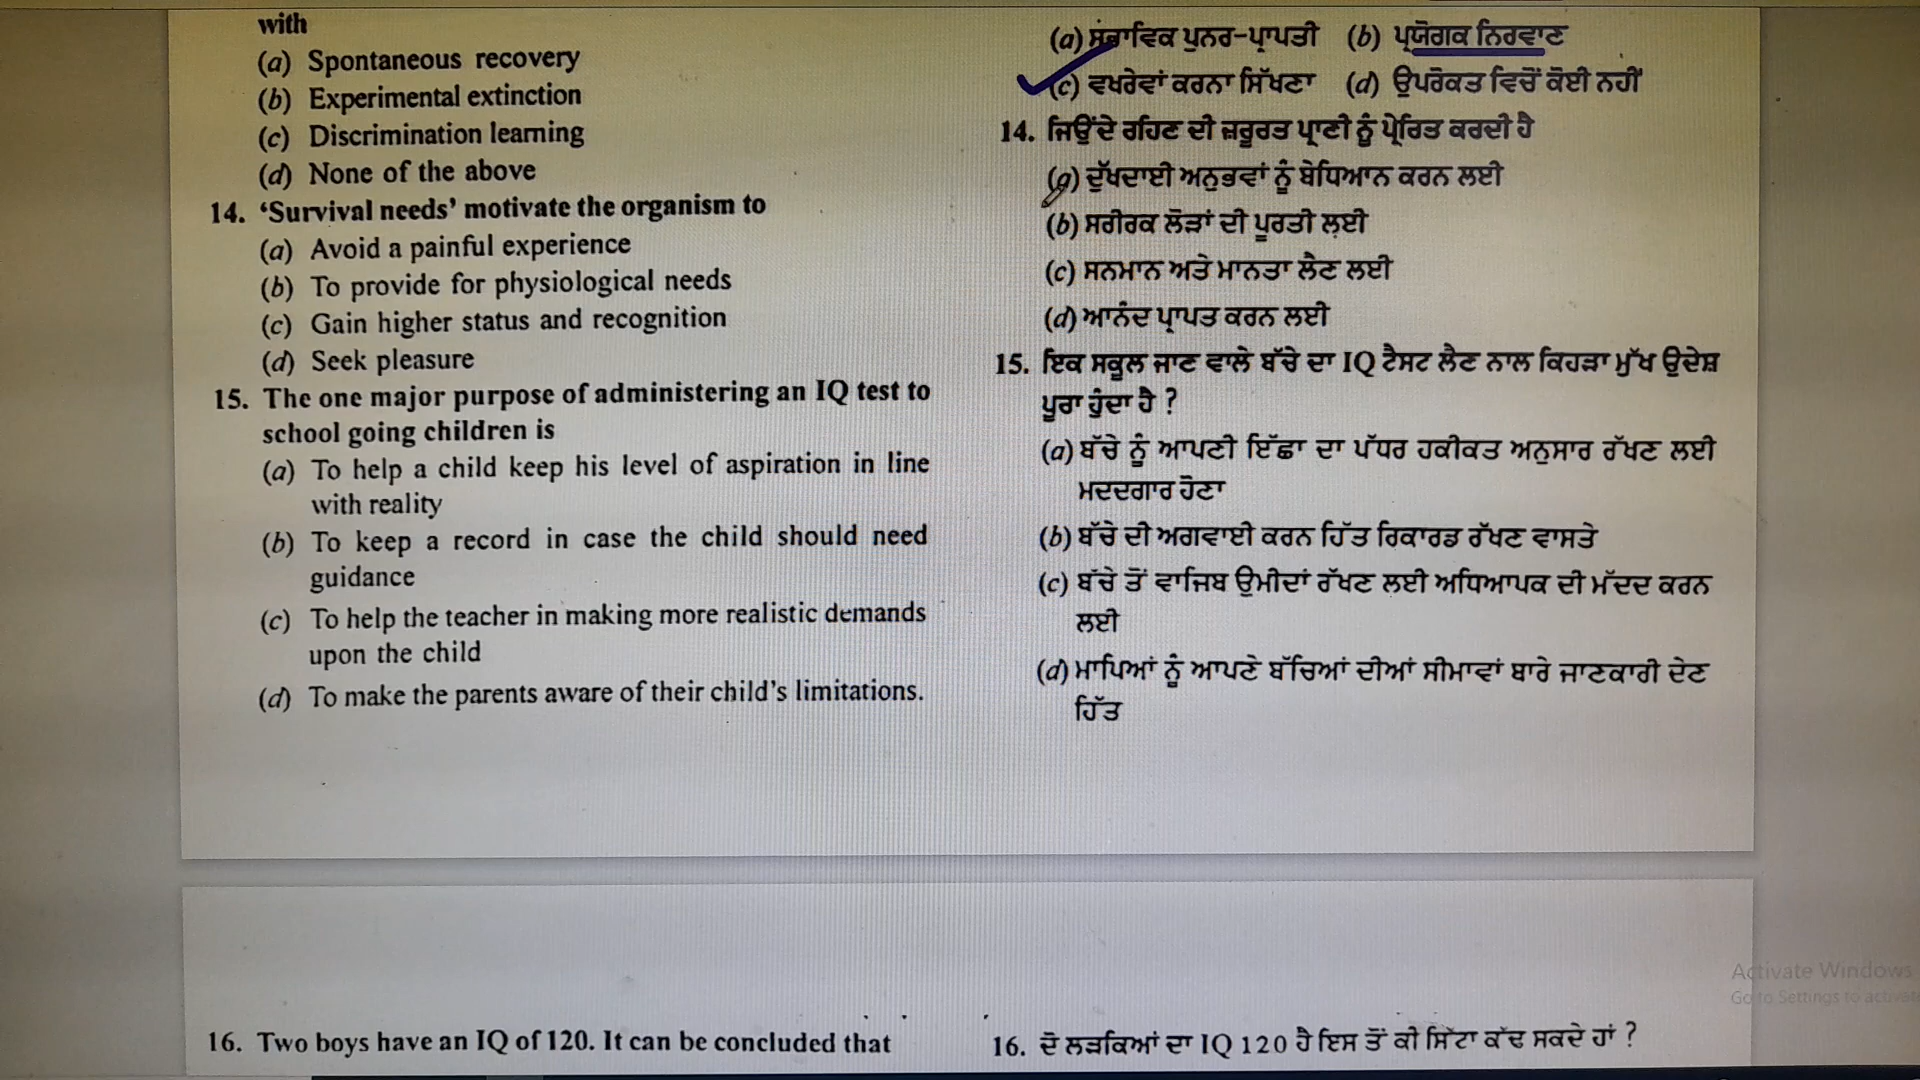 with
(a) Spontaneous recovery
(b) Experimental extinction
(c) Discrimination learning
(d) None of the above
14. ‘Survival needs’ motivate the organism to
(a) Avoid a painful experience
(b) To provide for physiological needs
(c) Gain higher status and recognition
(d) Seek pleasure
15. The one major purpose of administering an IQ test to
school going children is
(a) To help a child keep his level of aspiration in line
with reality
(b) To keep a record in case the child should need
guidance
(c) To help the teacher in making more realistic demands
upon the child
(d) To make the parents aware of their child’s limitations.
(a) ਸੁਭਾਵਿਕ ਪੁਨਰ-ਪ੍ਰਾਪਤੀ (b) ਪ੍ਰਯੋਗਕ ਨਿਰਵਾਣ
(c) ਵਖਰੇਵਾਂ ਕਰਨਾ ਸਿੱਖਣਾ (d) ਉਪਰੋਕਤ ਵਿਚੋਂ ਕੋਈ ਨਹੀਂ
14. ਜਿਉਂਦੇ ਰਹਿਣ ਦੀ ਜ਼ਰੂਰਤ ਪ੍ਰਾਣੀ ਨੂੰ ਪ੍ਰੇਰਿਤ ਕਰਦੀ ਹੈ
(a) ਦੁੱਖਦਾਈ ਅਨੁਭਵਾਂ ਨੂੰ ਬੇਧਿਆਨ ਕਰਨ ਲਈ
(b) ਸਰੀਰਕ ਲੋੜਾਂ ਦੀ ਪੂਰਤੀ ਲਈ
(c) ਸਨਮਾਨ ਅਤੇ ਮਾਨਤਾ ਲੈਣ ਲਈ
(d) ਆਨੰਦ ਪ੍ਰਾਪਤ ਕਰਨ ਲਈ
15. ਇਕ ਸਕੂਲ ਜਾਣ ਵਾਲੇ ਬੱਚੇ ਦਾ IQ ਟੈਸਟ ਲੈਣ ਨਾਲ ਕਿਹੜਾ ਮੁੱਖ ਉਦੇਸ਼
ਪੂਰਾ ਹੁੰਦਾ ਹੈ ?
(a) ਬੱਚੇ ਨੂੰ ਆਪਣੀ ਇੱਛਾ ਦਾ ਪੱਧਰ ਹਕੀਕਤ ਅਨੁਸਾਰ ਰੱਖਣ ਲਈ
ਮਦਦਗਾਰ ਹੋਣਾ
(b) ਬੱਚੇ ਦੀ ਅਗਵਾਈ ਕਰਨ ਹਿੱਤ ਰਿਕਾਰਡ ਰੱਖਣ ਵਾਸਤੇ
(c) ਬੱਚੇ ਤੋਂ ਵਾਜਿਬ ਉਮੀਦਾਂ ਰੱਖਣ ਲਈ ਅਧਿਆਪਕ ਦੀ ਮੱਦਦ ਕਰਨ
ਲਈ
(d) ਮਾਪਿਆਂ ਨੂੰ ਆਪਣੇ ਬੱਚਿਆਂ ਦੀਆਂ ਸੀਮਾਵਾਂ ਬਾਰੇ ਜਾਣਕਾਰੀ ਦੇਣ
ਹਿੱਤ
16. Two boys have an IQ of 120. It can be concluded that
16. ਦੋ ਲੜਕਿਆਂ ਦਾ IQ 120 ਹੈ ਇਸ ਤੋਂ ਕੀ ਸਿੱਟਾ ਕੱਢ ਸਕਦੇ ਹਾਂ ?
Activate Windows
Go to Settings to activate